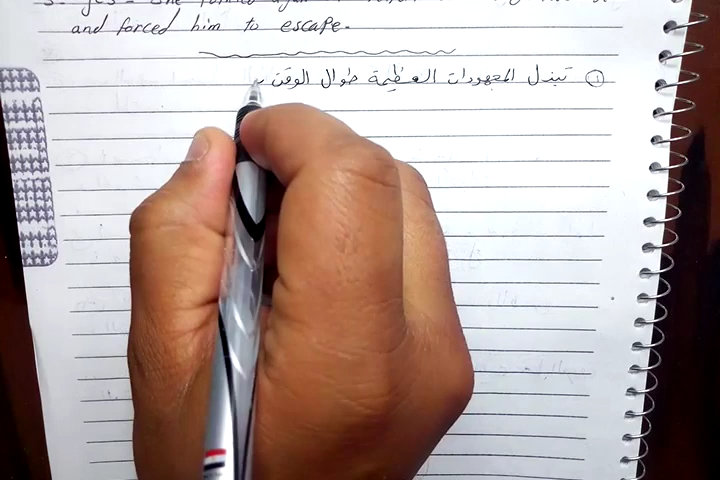 and forced him to escape.
① تبذل المجهودات العظيمة طوال الوقت